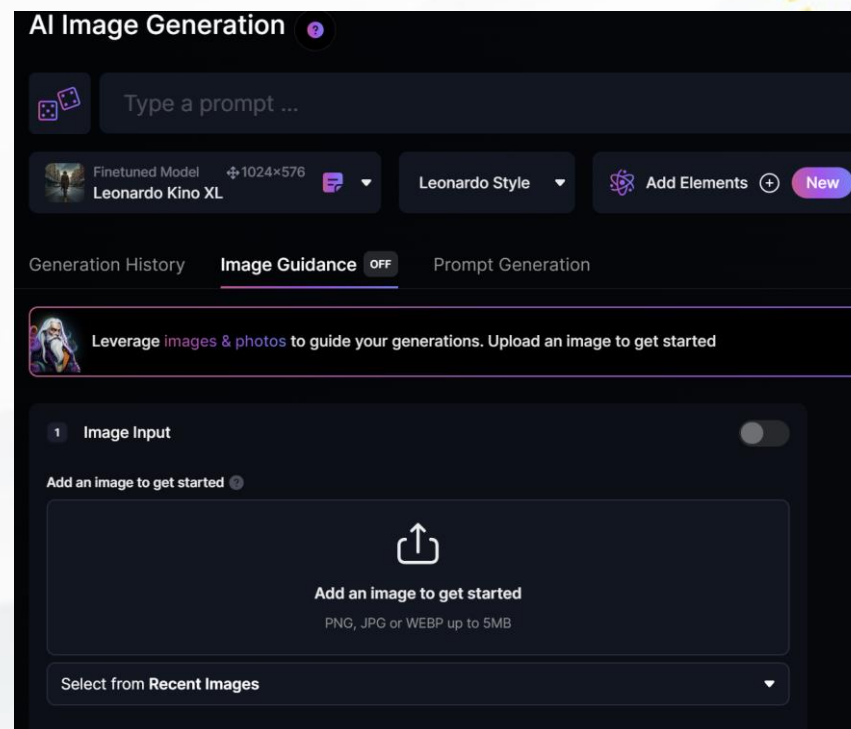 AI Image Generation ?
Type a prompt ...
Finetuned Model 1024×576
Leonardo Kino XL
Leonardo Style
Add Elements New
Generation History Image Guidance OFF Prompt Generation
Leverage images & photos to guide your generations. Upload an image to get started
1 Image Input
Add an image to get started ?
Add an image to get started
PNG, JPG or WEBP up to 5MB
Select from Recent Images